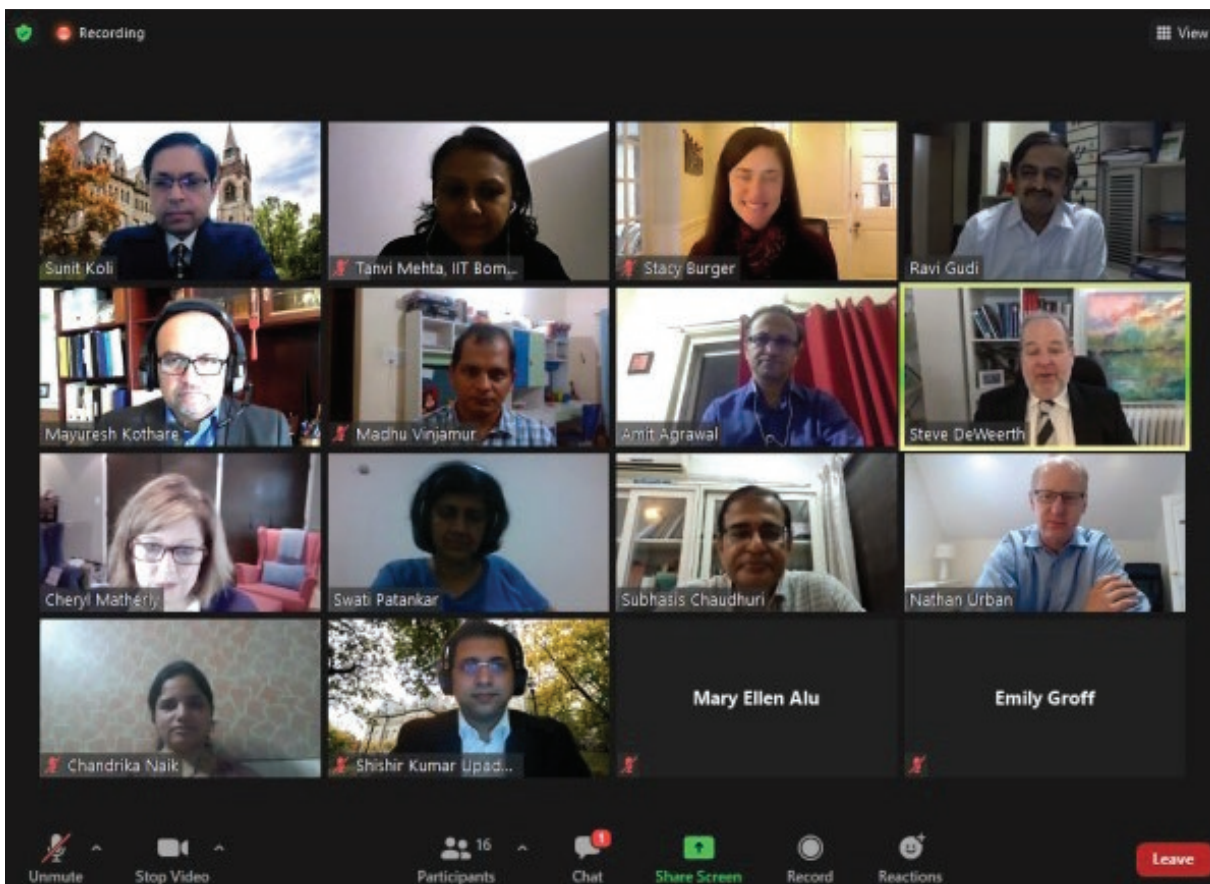 Recording
View
Sunit Koli
Tanvi Mehta, IIT Bom...
Stacy Burger
Ravi Gudi
Mayuresh Kothare
Madhu Vinjamur
Amit Agrawal
Steve DeWeerth
Cheryl Matherly
Swati Patankar
Subhasis Chaudhuri
Nathan Urban
Chandrika Naik
Shishir Kumar Upad...
Mary Ellen Alu
Emily Groff
Unmute
Stop Video
Participants
16
Chat
1
Share Screen
Record
Reactions
Leave